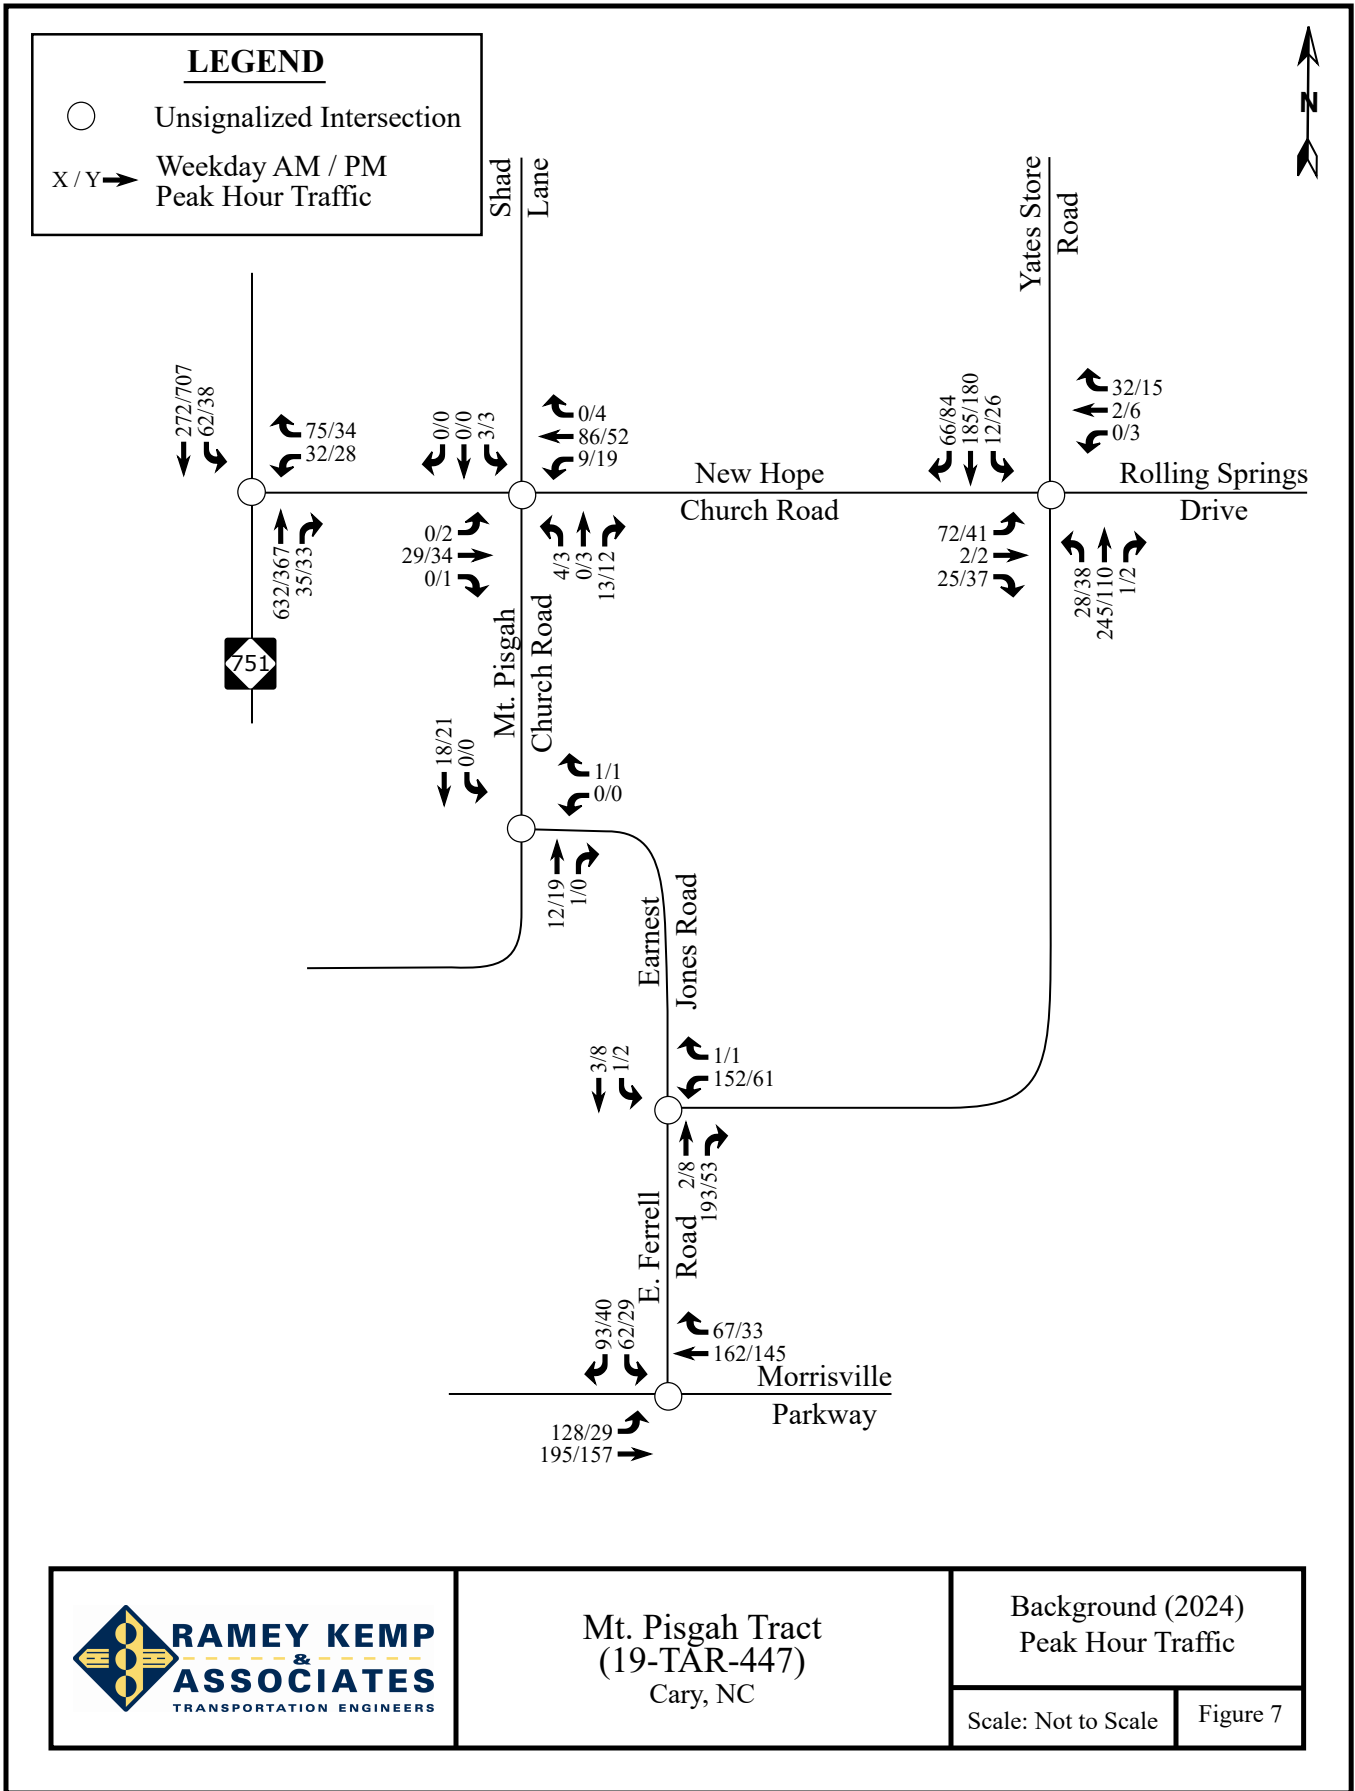 LEGEND
Unsignalized Intersection
X / Y
Weekday AM / PM
Peak Hour Traffic
N
Shad
Lane
Yates Store
Road
272/707
62/38
75/34
32/28
632/367
35/33
751
0/0
0/0
3/3
0/4
86/52
9/19
0/2
29/34
0/1
4/3
0/3
13/12
New Hope
Church Road
66/84
185/180
12/26
32/15
2/6
0/3
Rolling Springs
Drive
72/41
2/2
25/37
28/38
245/110
1/2
Mt. Pisgah
Church Road
18/21
0/0
1/1
0/0
12/19
1/0
Earnest
Jones Road
3/8
1/2
1/1
152/61
2/8
193/53
E. Ferrell
Road
93/40
62/29
67/33
162/145
Morrisville
Parkway
128/29
195/157
RAMEY KEMP
&
ASSOCIATES
TRANSPORTATION ENGINEERS
Mt. Pisgah Tract
(19-TAR-447)
Cary, NC
Background (2024)
Peak Hour Traffic
Scale: Not to Scale
Figure 7